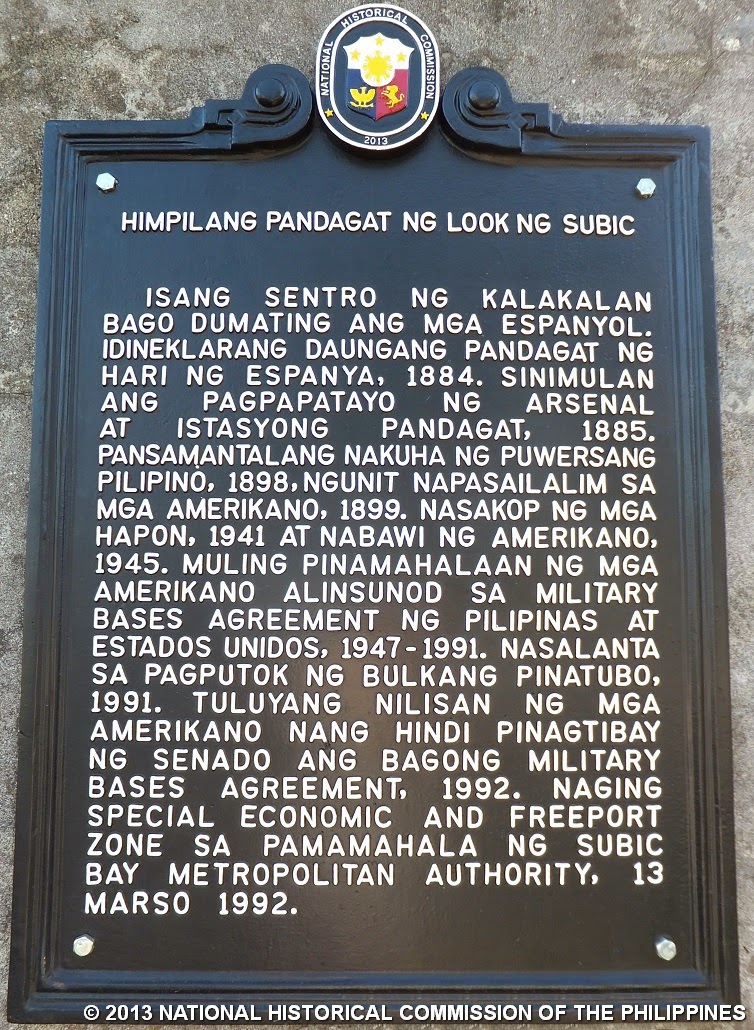 NATIONAL HISTORICAL COMMISSION
2013
HIMPILANG PANDAGAT NG LOOK NG SUBIC
ISANG SENTRO NG KALAKALAN
BAGO DUMATING ANG MGA ESPANYOL.
IDINEKLARANG DAUNGANG PANDAGAT NG
HARI NG ESPANYA, 1884. SINIMULAN
ANG PAGPAPATAYO NG ARSENAL
AT ISTASYONG PANDAGAT, 1885.
PANSAMANTALANG NAKUHA NG PUWERSANG
PILIPINO, 1898, NGUNIT NAPASAILALIM SA
MGA AMERIKANO, 1899. NASAKOP NG MGA
HAPON, 1941 AT NABAWI NG AMERIKANO,
1945. MULING PINAMAHALAAN NG MGA
AMERIKANO ALINSUNOD SA MILITARY
BASES AGREEMENT NG PILIPINAS AT
ESTADOS UNIDOS, 1947-1991. NASALANTA
SA PAGPUTOK NG BULKANG PINATUBO,
1991. TULUYANG NILISAN NG MGA
AMERIKANO NANG HINDI PINAGTIBAY
NG SENADO ANG BAGONG MILITARY
BASES AGREEMENT, 1992. NAGING
SPECIAL ECONOMIC AND FREEPORT
ZONE SA PAMAMAHALA NG SUBIC
BAY METROPOLITAN AUTHORITY, 13
MARSO 1992.
© 2013 NATIONAL HISTORICAL COMMISSION OF THE PHILIPPINES